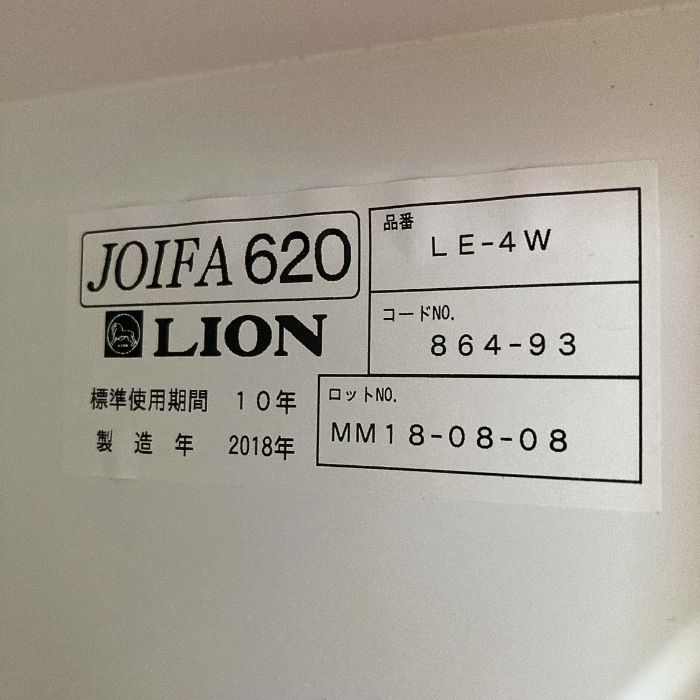 JOIFA 620
LION
標準使用期間 10年
製造年 2018年
品番
LE-4W
コードNO.
864-93
ロットNO.
MM18-08-08